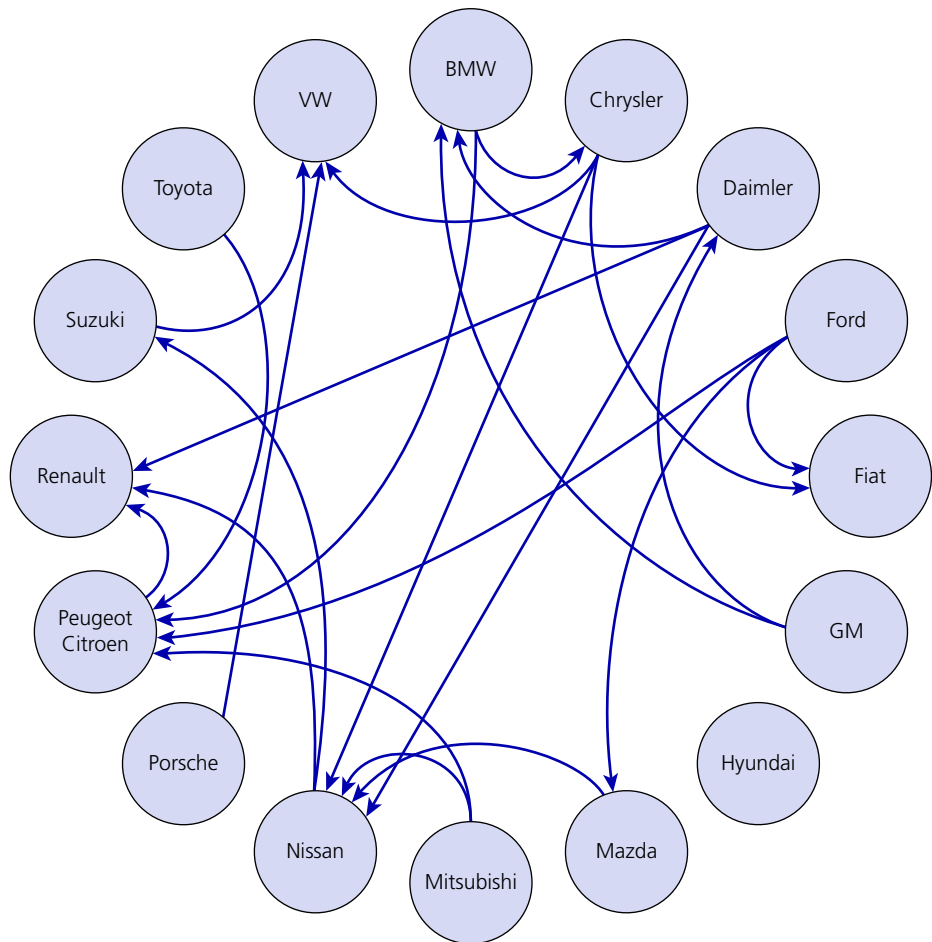 BMW
VW
Chrysler
Toyota
Daimler
Suzuki
Ford
Renault
Fiat
Peugeot
Citroen
GM
Porsche
Hyundai
Nissan
Mazda
Mitsubishi